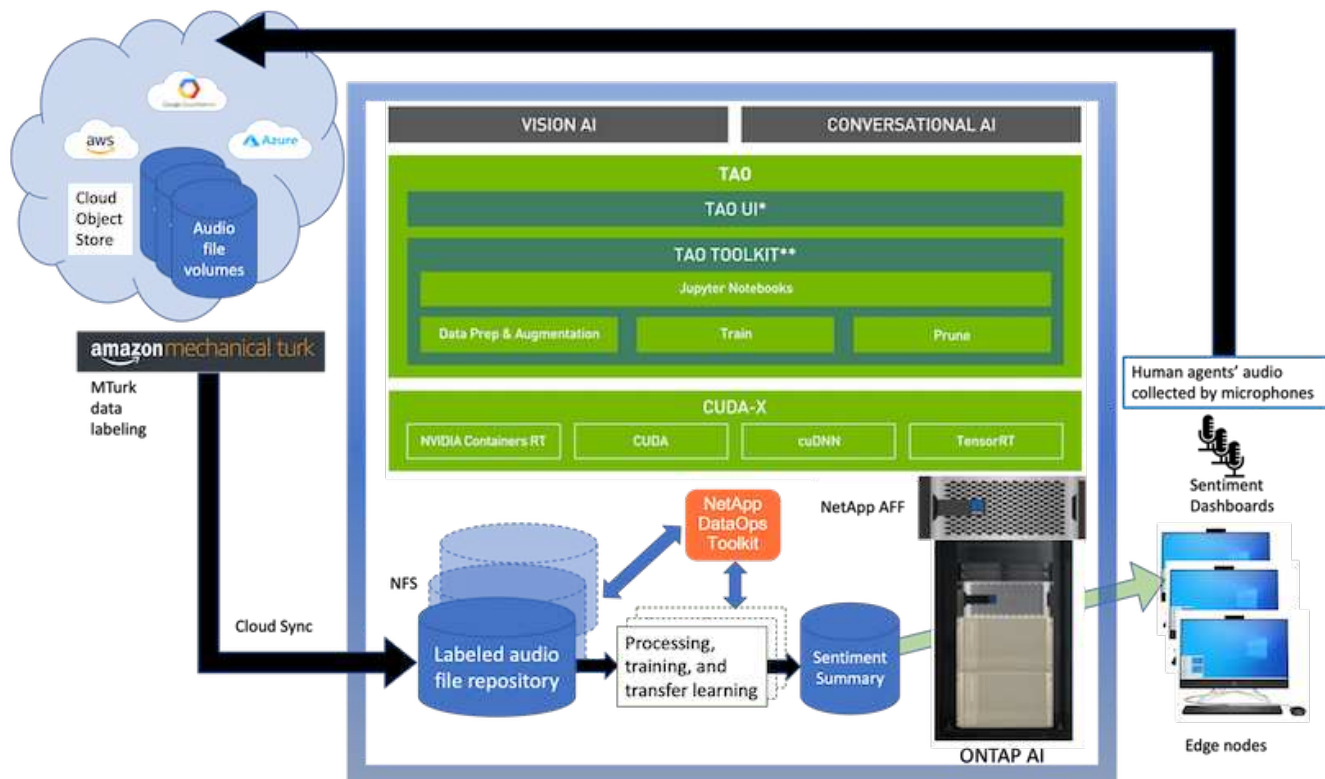 Google Cloud Platform
aws
Azure
Cloud
Object
Store
Audio
file
volumes
amazon mechanical turk
MTurk
data
labeling
Cloud Sync
VISION AI
CONVERSATIONAL AI
TAO
TAO UI*
TAO TOOLKIT**
Jupyter Notebooks
Data Prep & Augmentation
Train
Prune
CUDA-X
NVIDIA Containers RT
CUDA
cuDNN
TensorRT
NetApp
DataOps
Toolkit
NetApp AFF
NFS
Labeled audio
file repository
Processing,
training, and
transfer learning
Sentiment
Summary
ONTAP AI
Human agents' audio
collected by microphones
Sentiment
Dashboards
Edge nodes